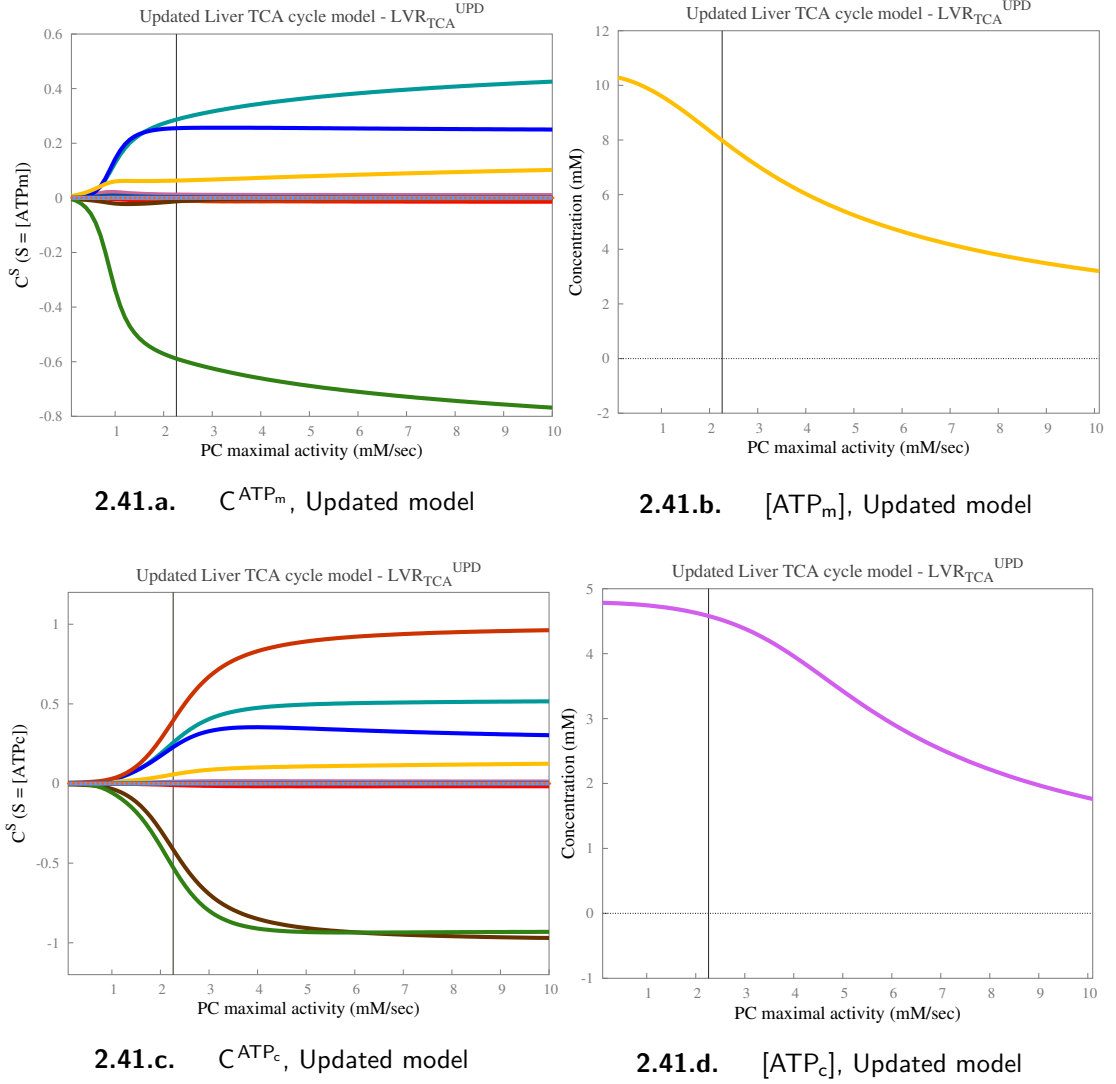 Updated Liver TCA cycle model - LVR_TCA^UPD
C^S (S = [ATPm])
0.6
0.4
0.2
0
-0.2
-0.4
-0.6
-0.8
1 2 3 4 5 6 7 8 9 10
PC maximal activity (mM/sec)
2.41.a. C^ATP_m, Updated model
Updated Liver TCA cycle model - LVR_TCA^UPD
Concentration (mM)
12
10
8
6
4
2
0
-2
1 2 3 4 5 6 7 8 9 10
PC maximal activity (mM/sec)
2.41.b. [ATP_m], Updated model
Updated Liver TCA cycle model - LVR_TCA^UPD
C^S (S = [ATPc])
1
0.5
0
-0.5
-1
1 2 3 4 5 6 7 8 9 10
PC maximal activity (mM/sec)
2.41.c. C^ATP_c, Updated model
Updated Liver TCA cycle model - LVR_TCA^UPD
Concentration (mM)
5
4
3
2
1
0
-1
1 2 3 4 5 6 7 8 9 10
PC maximal activity (mM/sec)
2.41.d. [ATP_c], Updated model